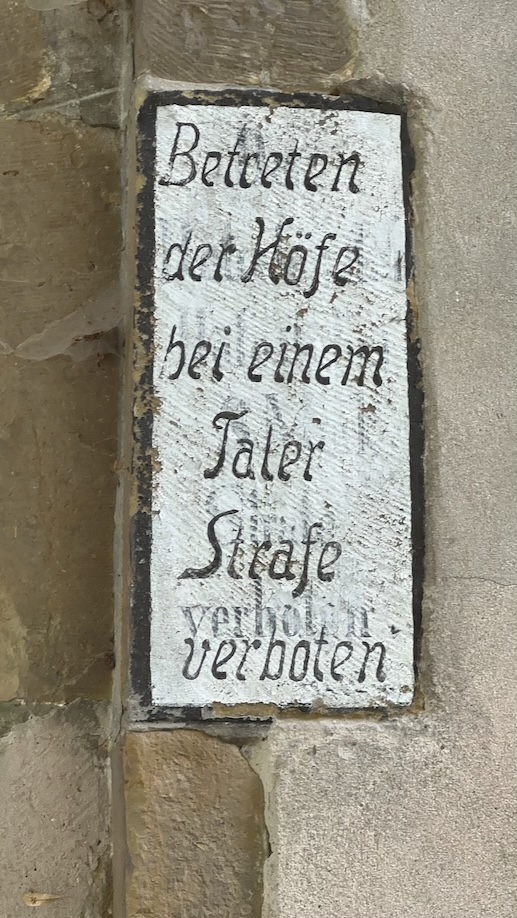 Betreten
der Höfe
bei einem
Taler
Strafe
verboten